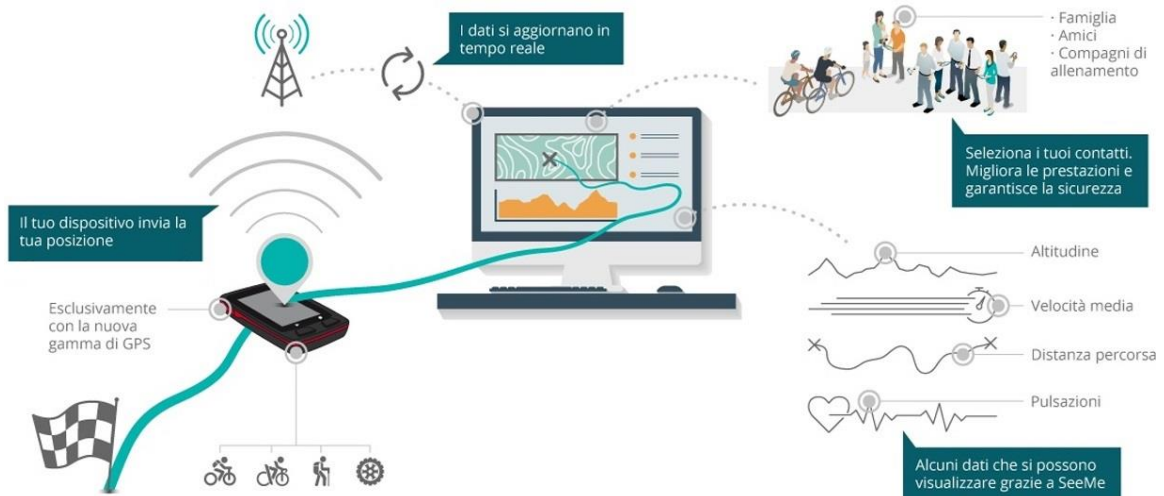 I dati si aggiornano in
tempo reale
· Famiglia
· Amici
· Compagni di
allenamento
Seleziona i tuoi contatti.
Migliora le prestazioni e
garantisce la sicurezza
Il tuo dispositivo invia la
tua posizione
Esclusivamente
con la nuova
gamma di GPS
Altitudine
Velocità media
Distanza percorsa
Pulsazioni
Alcuni dati che si possono
visualizzare grazie a SeeMe